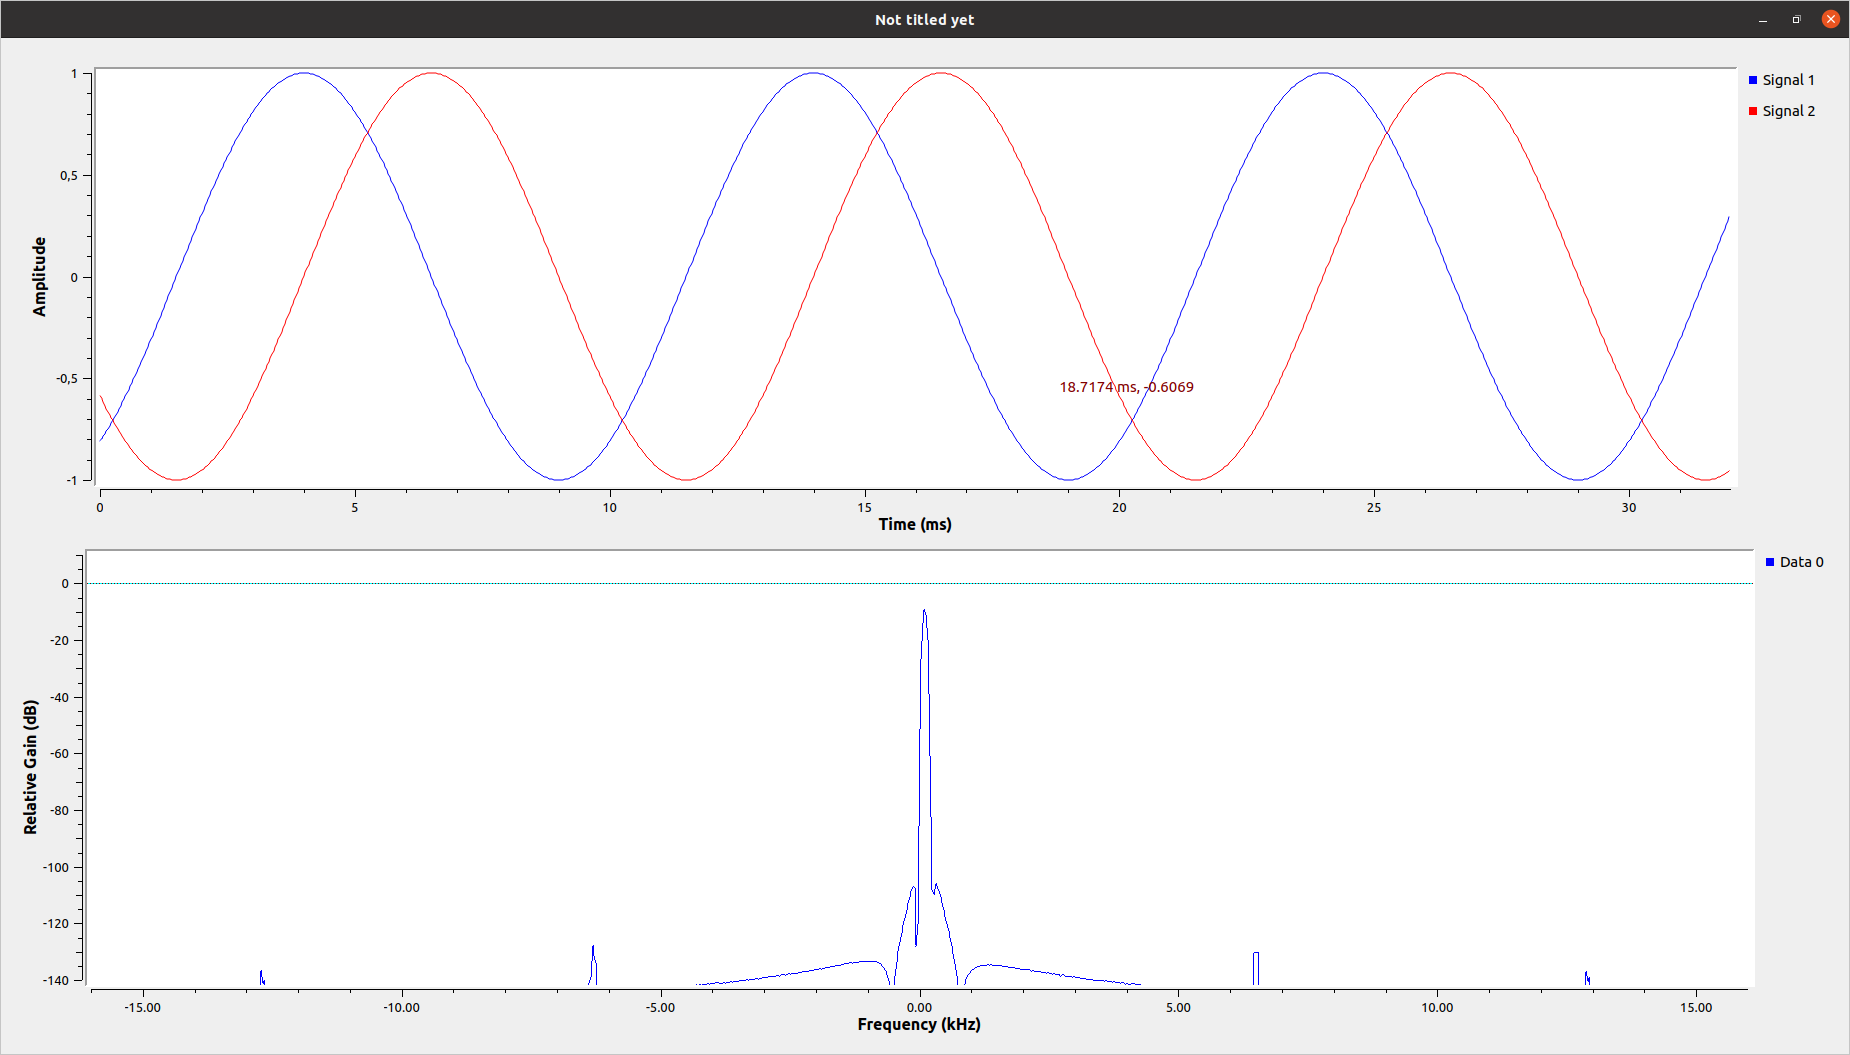 Not titled yet
Signal 1
Signal 2
Amplitude
1
0,5
0
-0,5
-1
18.7174 ms, -0.6069
0 5 10 15 20 25 30
Time (ms)
Data 0
Relative Gain (dB)
0
-20
-40
-60
-80
-100
-120
-140
-15.00 -10.00 -5.00 0.00 5.00 10.00 15.00
Frequency (kHz)